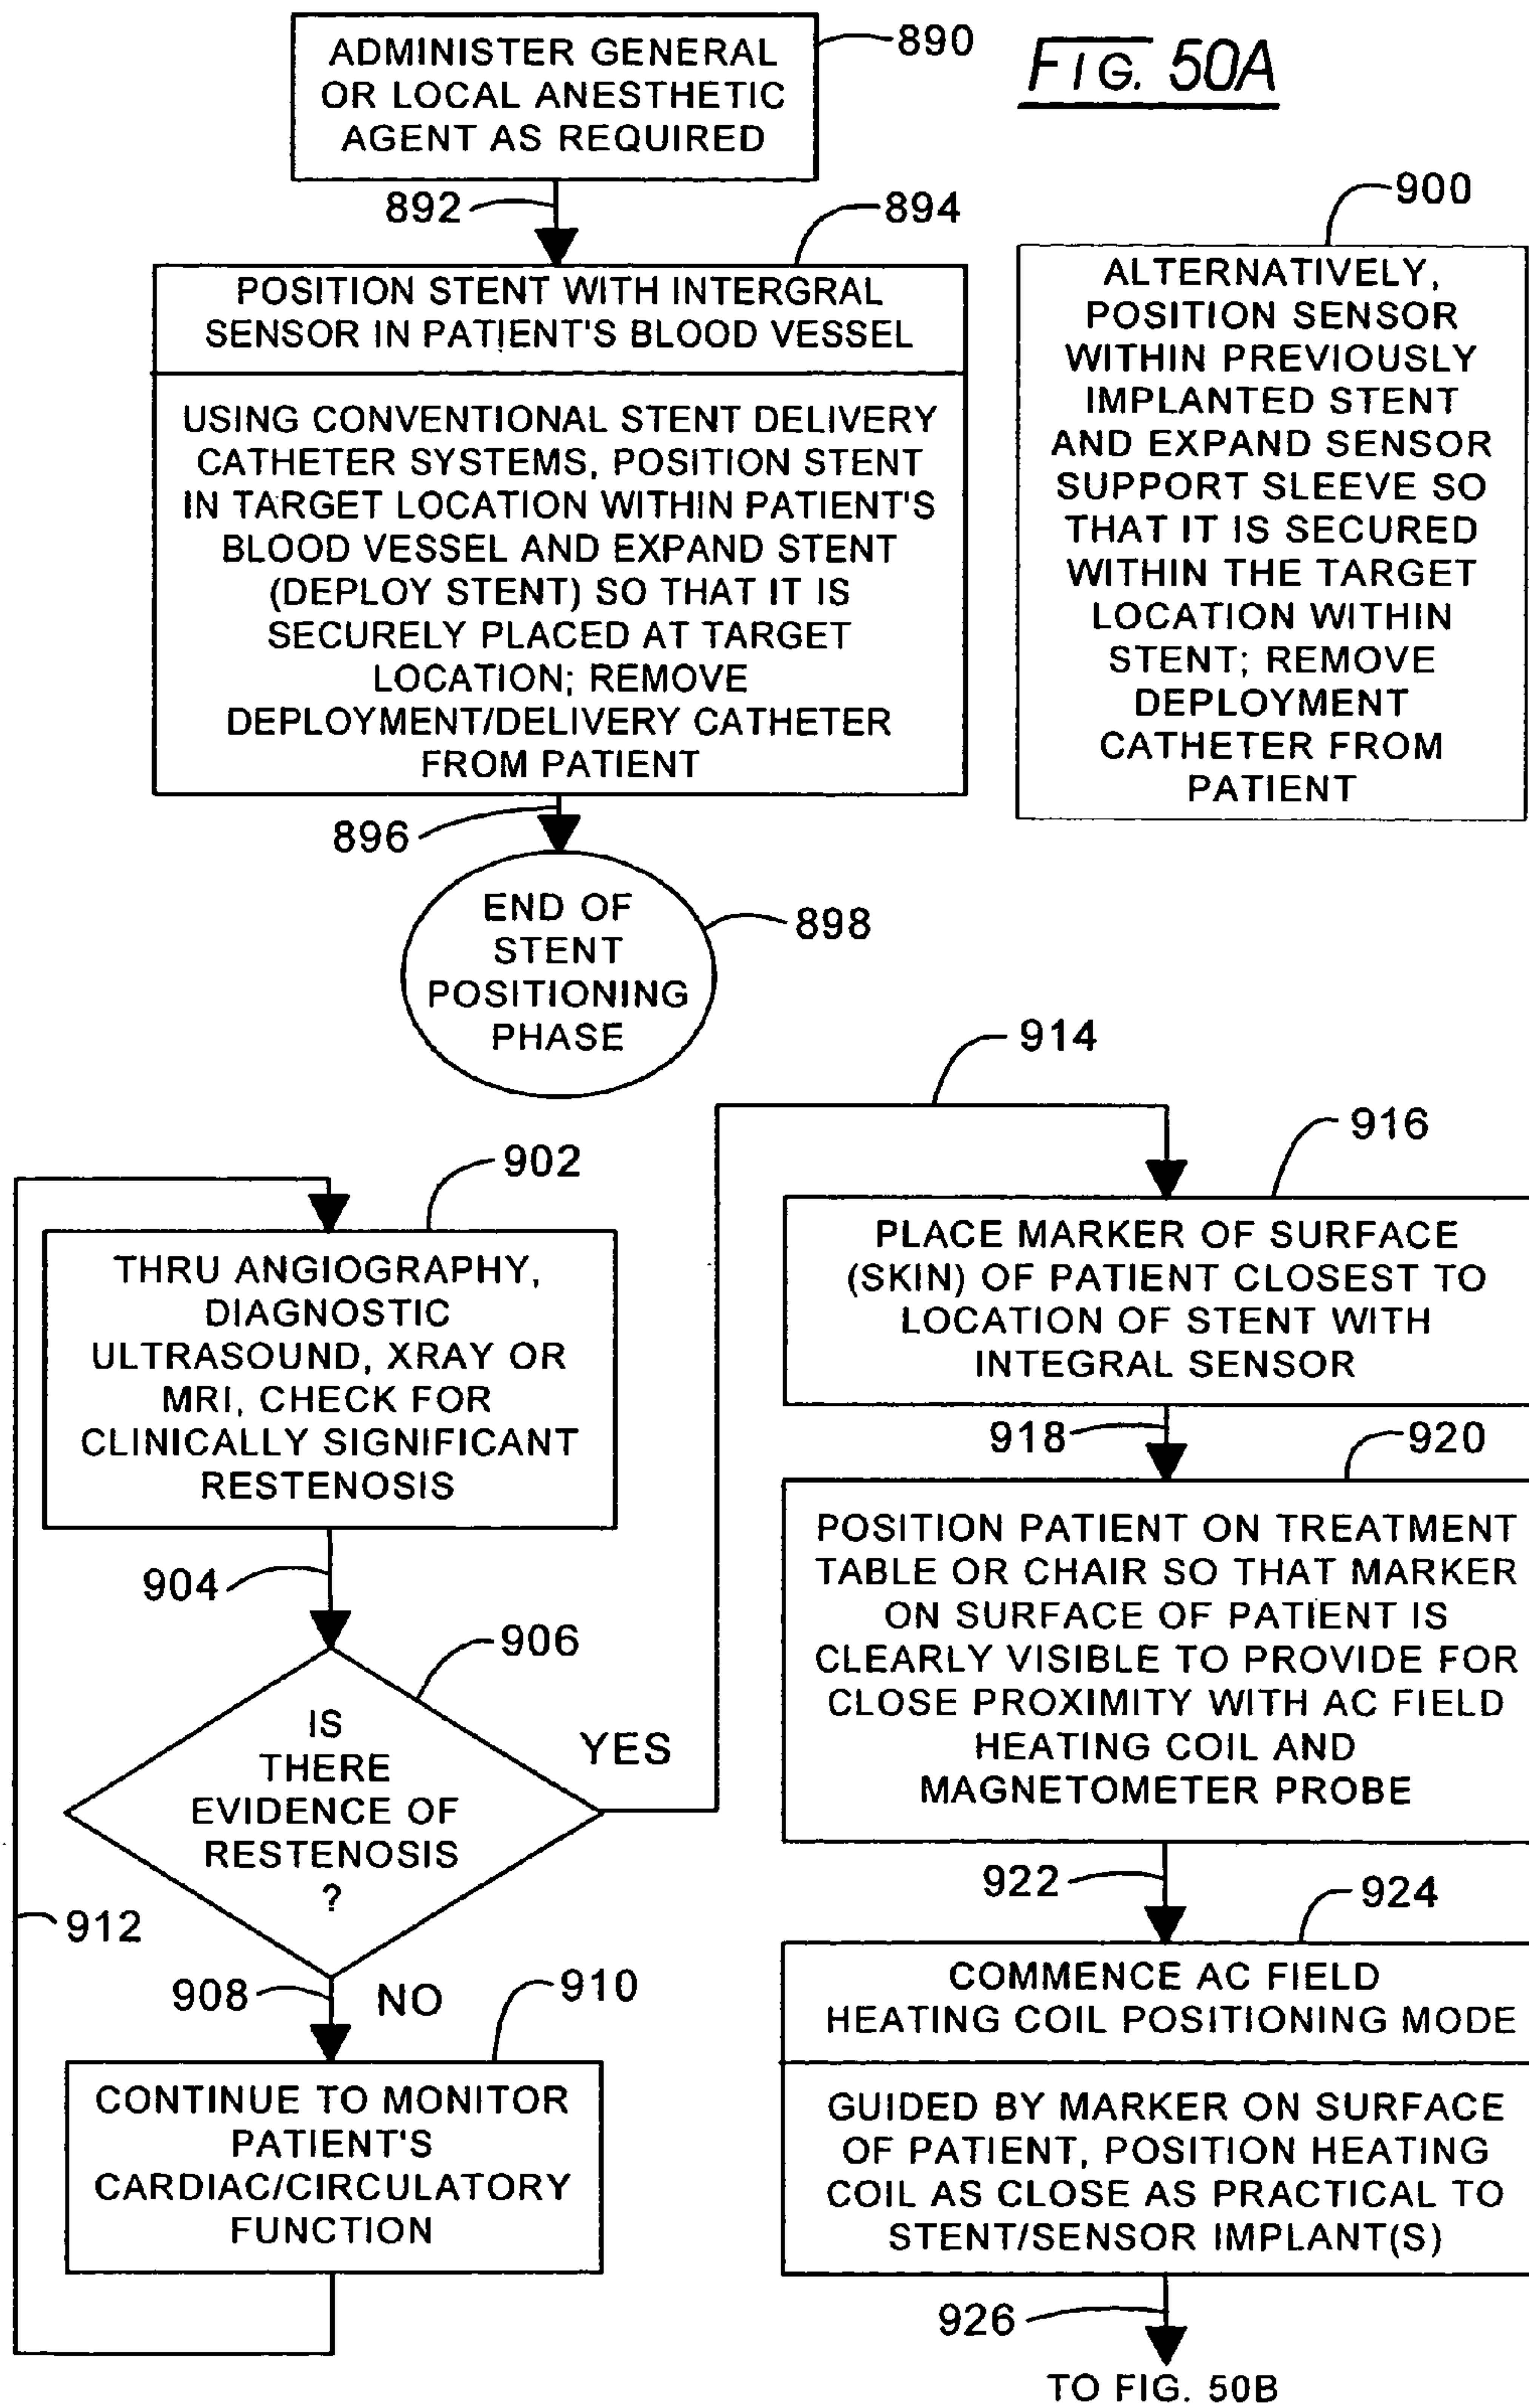 FIG. 50A
ADMINISTER GENERAL
OR LOCAL ANESTHETIC
AGENT AS REQUIRED
890
892
894
POSITION STENT WITH INTERGRAL
SENSOR IN PATIENT'S BLOOD VESSEL
USING CONVENTIONAL STENT DELIVERY
CATHETER SYSTEMS, POSITION STENT
IN TARGET LOCATION WITHIN PATIENT'S
BLOOD VESSEL AND EXPAND STENT
(DEPLOY STENT) SO THAT IT IS
SECURELY PLACED AT TARGET
LOCATION; REMOVE
DEPLOYMENT/DELIVERY CATHETER
FROM PATIENT
896
END OF
STENT
POSITIONING
PHASE
898
900
ALTERNATIVELY,
POSITION SENSOR
WITHIN PREVIOUSLY
IMPLANTED STENT
AND EXPAND SENSOR
SUPPORT SLEEVE SO
THAT IT IS SECURED
WITHIN THE TARGET
LOCATION WITHIN
STENT; REMOVE
DEPLOYMENT
CATHETER FROM
PATIENT
902
THRU ANGIOGRAPHY,
DIAGNOSTIC
ULTRASOUND, XRAY OR
MRI, CHECK FOR
CLINICALLY SIGNIFICANT
RESTENOSIS
904
906
IS
THERE
EVIDENCE OF
RESTENOSIS
?
YES
912
908
NO
910
CONTINUE TO MONITOR
PATIENT'S
CARDIAC/CIRCULATORY
FUNCTION
914
916
PLACE MARKER OF SURFACE
(SKIN) OF PATIENT CLOSEST TO
LOCATION OF STENT WITH
INTEGRAL SENSOR
918
920
POSITION PATIENT ON TREATMENT
TABLE OR CHAIR SO THAT MARKER
ON SURFACE OF PATIENT IS
CLEARLY VISIBLE TO PROVIDE FOR
CLOSE PROXIMITY WITH AC FIELD
HEATING COIL AND
MAGNETOMETER PROBE
922
924
COMMENCE AC FIELD
HEATING COIL POSITIONING MODE
GUIDED BY MARKER ON SURFACE
OF PATIENT, POSITION HEATING
COIL AS CLOSE AS PRACTICAL TO
STENT/SENSOR IMPLANT(S)
926
TO FIG. 50B